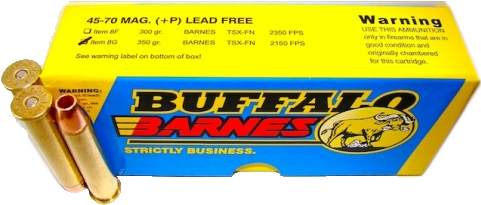 45-70 MAG. (+P) LEAD FREE
Item 8F 300 gr. BARNES TSX-FN 2350 FPS
Item 8G 350 gr. BARNES TSX-FN 2150 FPS
See warning label on bottom of box!
Warning
USE THIS AMMUNITION
only in firearms that are in
good condition and
originally chambered
for this cartridge.
WARNING:
BUFFALO
BARNES
STRICTLY BUSINESS.